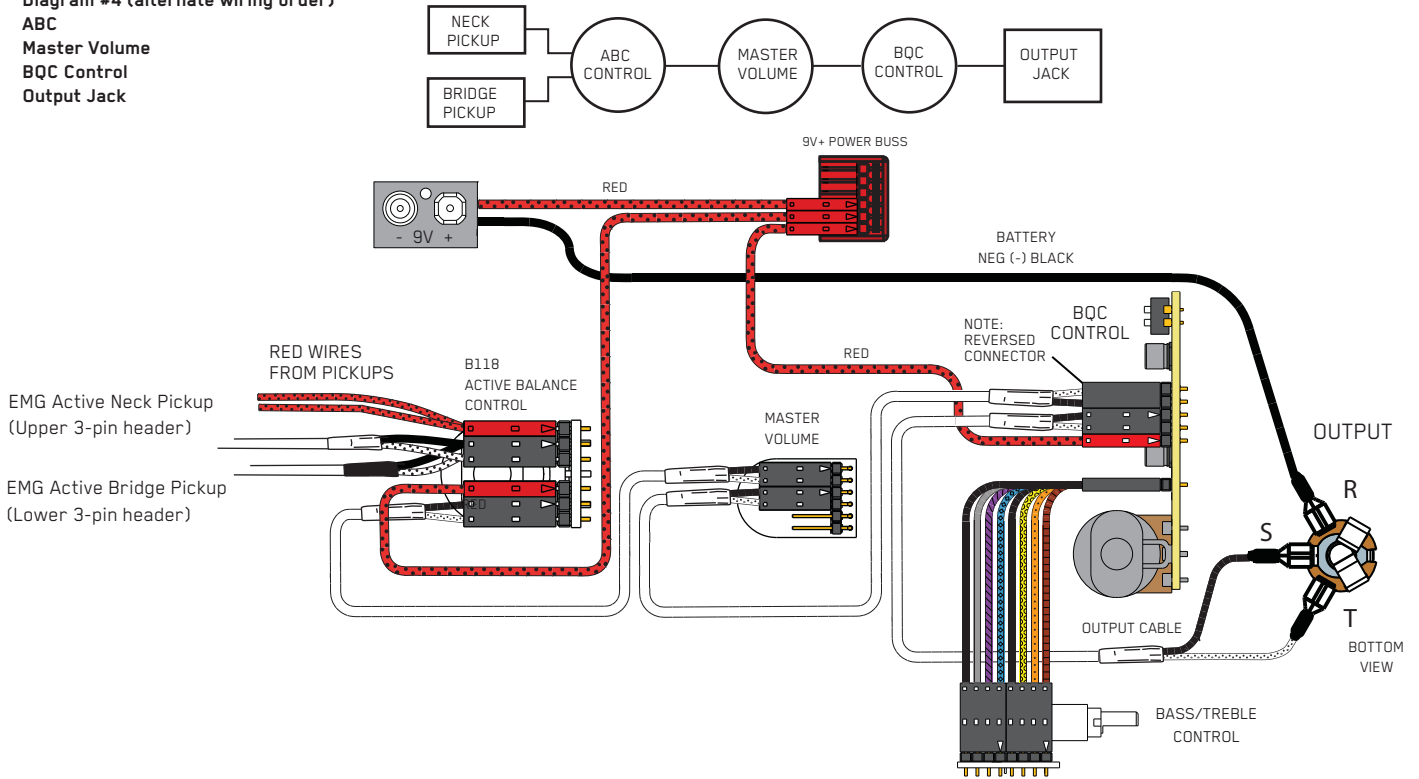 Diagram #4 (alternate wiring order)
ABC
Master Volume
BQC Control
Output Jack
NECK
PICKUP
BRIDGE
PICKUP
ABC
CONTROL
MASTER
VOLUME
BQC
CONTROL
OUTPUT
JACK
9V+ POWER BUSS
RED
- 9V +
BATTERY
NEG (-) BLACK
RED WIRES
FROM PICKUPS
B118
ACTIVE BALANCE
CONTROL
EMG Active Neck Pickup
(Upper 3-pin header)
EMG Active Bridge Pickup
(Lower 3-pin header)
RED
RED
MASTER
VOLUME
NOTE:
REVERSED
CONNECTOR
BQC
CONTROL
OUTPUT
R
S
T
BOTTOM
VIEW
OUTPUT CABLE
BASS/TREBLE
CONTROL